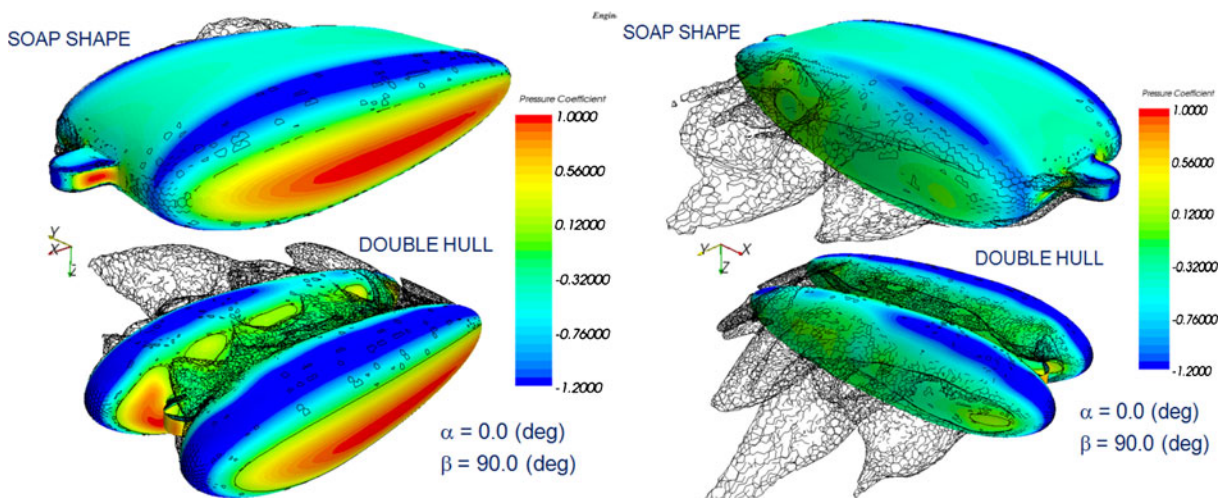 Engin
SOAP SHAPE
Pressure Coefficient
1.0000
0.56000
0.12000
-0.32000
-0.76000
-1.2000
Y
X
Z
DOUBLE HULL
α = 0.0 (deg)
β = 90.0 (deg)
SOAP SHAPE
Pressure Coefficient
1.0000
0.56000
0.12000
-0.32000
-0.76000
-1.2000
Y
X
Z
DOUBLE HULL
α = 0.0 (deg)
β = 90.0 (deg)